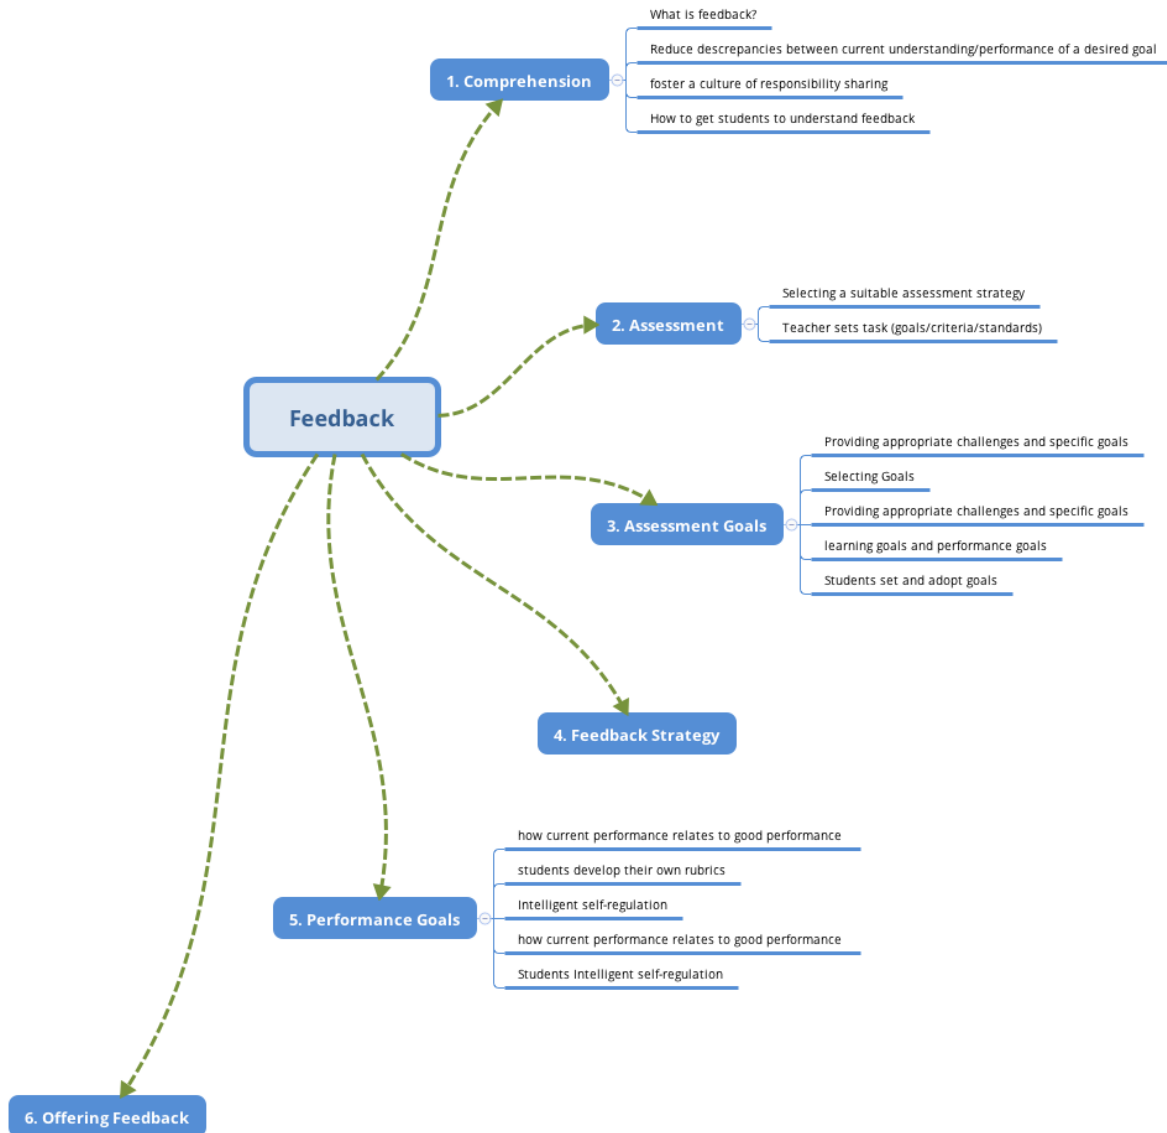 What is feedback?
Reduce descrepancies between current understanding/performance of a desired goal
1. Comprehension
foster a culture of responsibility sharing
How to get students to understand feedback
Selecting a suitable assessment strategy
2. Assessment
Teacher sets task (goals/criteria/standards)
Feedback
Providing appropriate challenges and specific goals
Selecting Goals
3. Assessment Goals
Providing appropriate challenges and specific goals
learning goals and performance goals
Students set and adopt goals
4. Feedback Strategy
how current performance relates to good performance
students develop their own rubrics
5. Performance Goals
Intelligent self-regulation
how current performance relates to good performance
Students Intelligent self-regulation
6. Offering Feedback